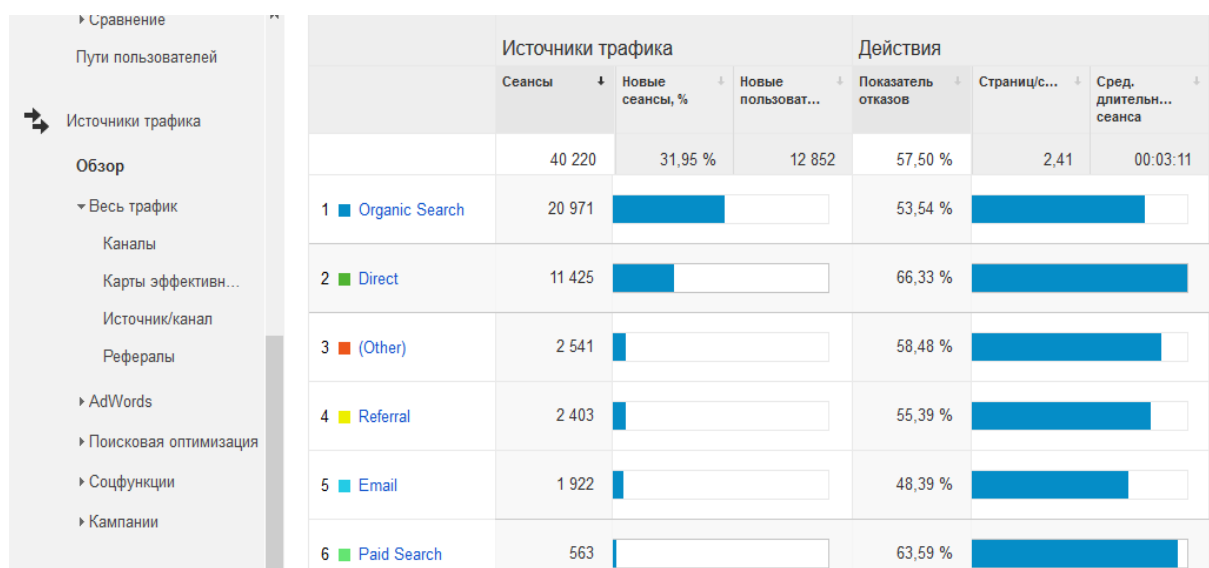 Сравнение
Пути пользователей
Источники трафика
Обзор
Весь трафик
Каналы
Карты эффективн...
Источник/канал
Рефералы
AdWords
Поисковая оптимизация
Соцфункции
Кампании
Источники трафика Действия
Сеансы Новые сеансы, % Новые пользоват... Показатель отказов Страниц/с... Сред. длительн... сеанса
40 220 31,95 % 12 852 57,50 % 2,41 00:03:11
1 Organic Search 20 971 53,54 %
2 Direct 11 425 66,33 %
3 (Other) 2 541 58,48 %
4 Referral 2 403 55,39 %
5 Email 1 922 48,39 %
6 Paid Search 563 63,59 %